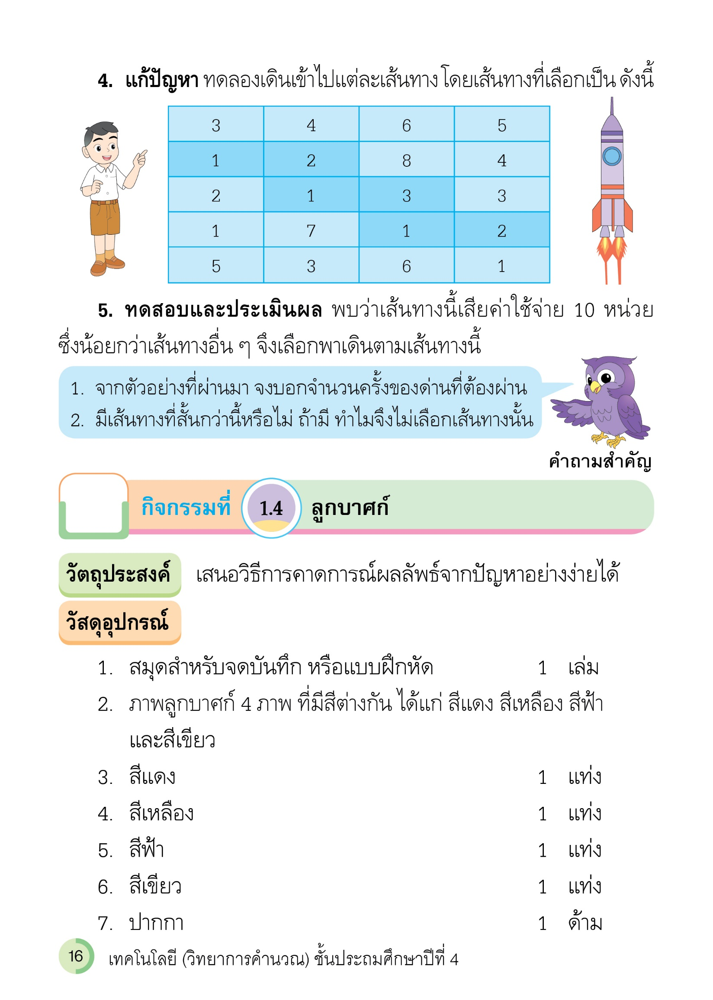 4. แก้ปัญหา ทดลองเดินเข้าไปแต่ละเส้นทาง โดยเส้นทางที่เลือกเป็น ดังนี้
3 4 6 5
1 2 8 4
2 1 3 3
1 7 1 2
5 3 6 1
5. ทดสอบและประเมินผล พบว่าเส้นทางนี้เสียค่าใช้จ่าย 10 หน่วย
ซึ่งน้อยกว่าเส้นทางอื่น ๆ จึงเลือกพาเดินตามเส้นทางนี้
1. จากตัวอย่างที่ผ่านมา จงบอกจำนวนครั้งของด่านที่ต้องผ่าน
2. มีเส้นทางที่สั้นกว่านี้หรือไม่ ถ้ามี ทำไมจึงไม่เลือกเส้นทางนั้น
คำถามสำคัญ
กิจกรรมที่ 1.4 ลูกบาศก์
วัตถุประสงค์ เสนอวิธีการคาดการณ์ผลลัพธ์จากปัญหาอย่างง่ายได้
วัสดุอุปกรณ์
1. สมุดสำหรับจดบันทึก หรือแบบฝึกหัด 1 เล่ม
2. ภาพลูกบาศก์ 4 ภาพ ที่มีสีต่างกัน ได้แก่ สีแดง สีเหลือง สีฟ้า
และสีเขียว
3. สีแดง 1 แท่ง
4. สีเหลือง 1 แท่ง
5. สีฟ้า 1 แท่ง
6. สีเขียว 1 แท่ง
7. ปากกา 1 ด้าม
16 เทคโนโลยี (วิทยาการคำนวณ) ชั้นประถมศึกษาปีที่ 4